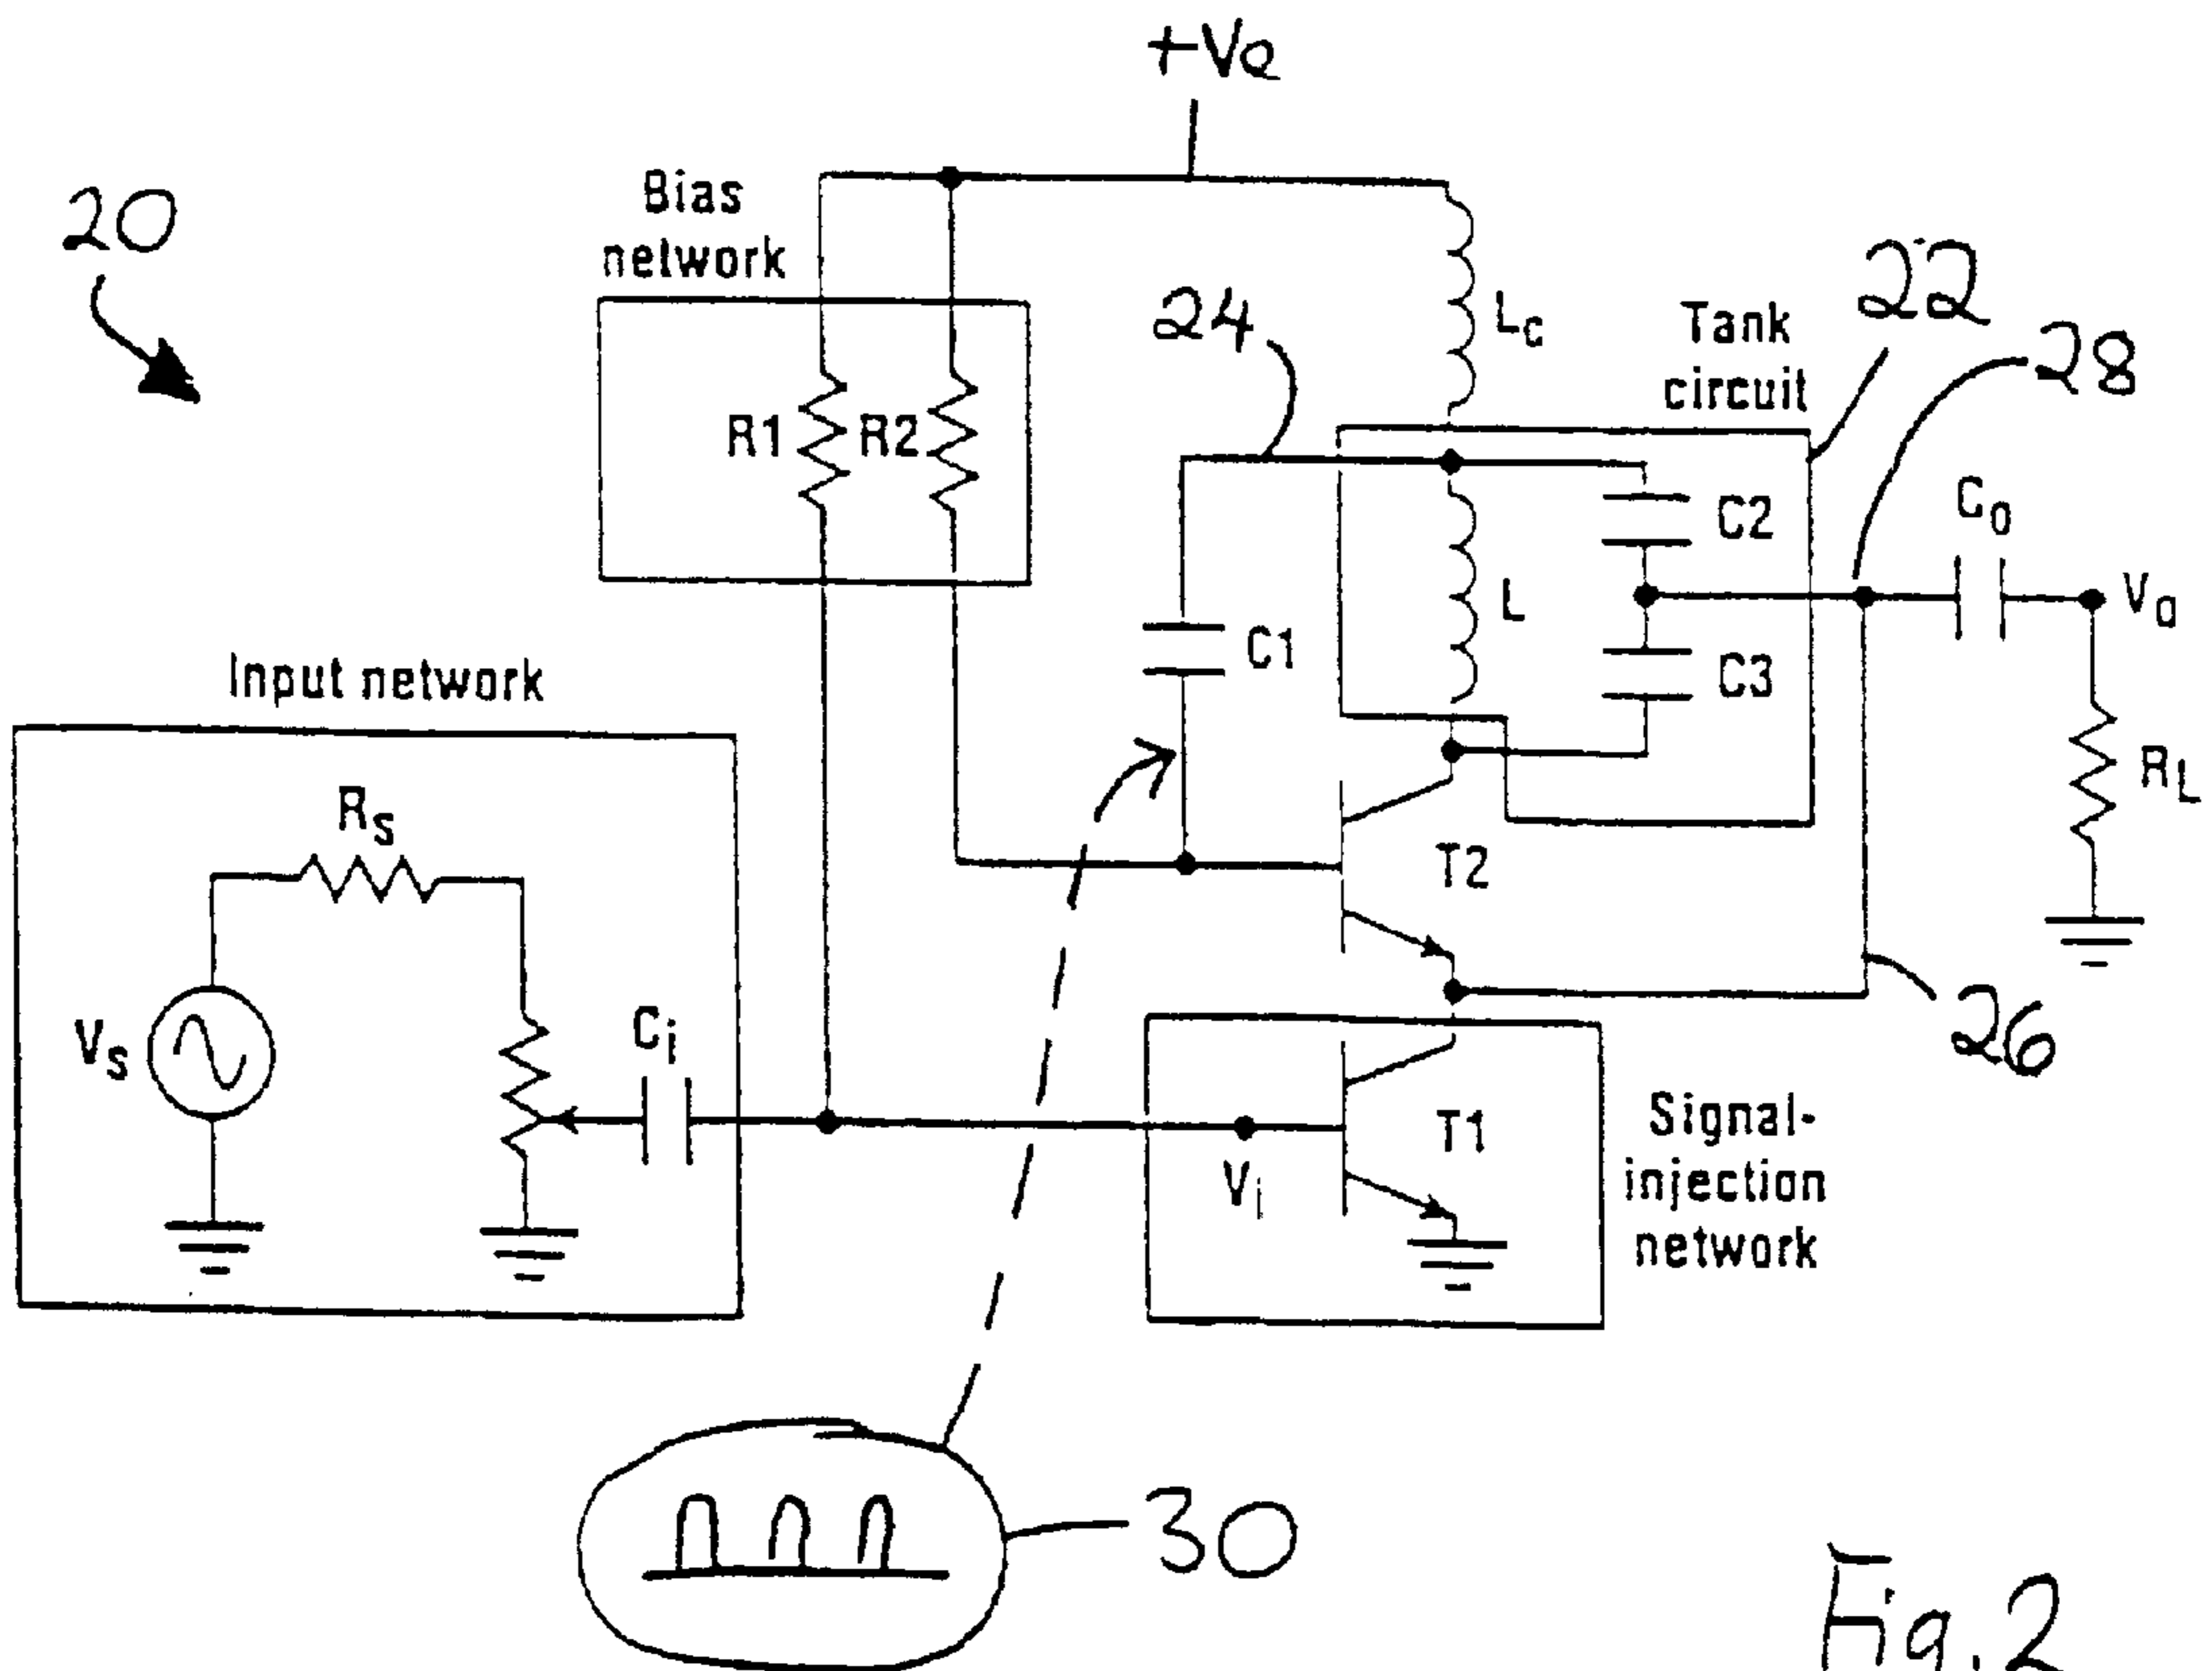 +Ve
20
Bias
network
22
28
24
Lc
Tank
circuit
R1
R2
C2
Co
Vo
C1
L
C3
Input network
RL
Rs
T2
Vs
Ci
26
T1
Vi
Signal-
injection
network
30
Fig. 2